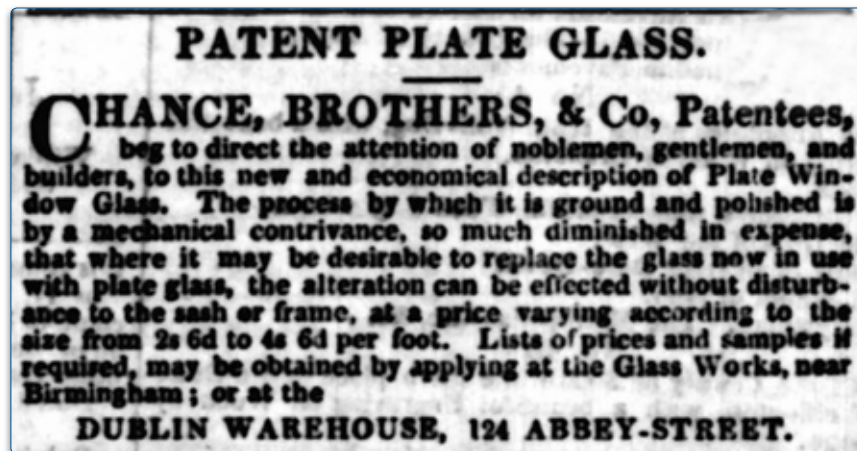 PATENT PLATE GLASS.
CHANCE, BROTHERS, & Co, Patentees,
beg to direct the attention of noblemen, gentlemen, and
builders, to this new and economical description of Plate Win-
dow Glass. The process by which it is ground and polished is
by a mechanical contrivance, so much diminished in expense,
that where it may be desirable to replace the glass now in use
with plate glass, the alteration can be effected without disturb-
ance to the sash or frame, at a price varying according to the
size from 2s 6d to 4s 6d per foot. Lists of prices and samples if
required, may be obtained by applying at the Glass Works, near
Birmingham; or at the
DUBLIN WAREHOUSE, 124 ABBEY-STREET.